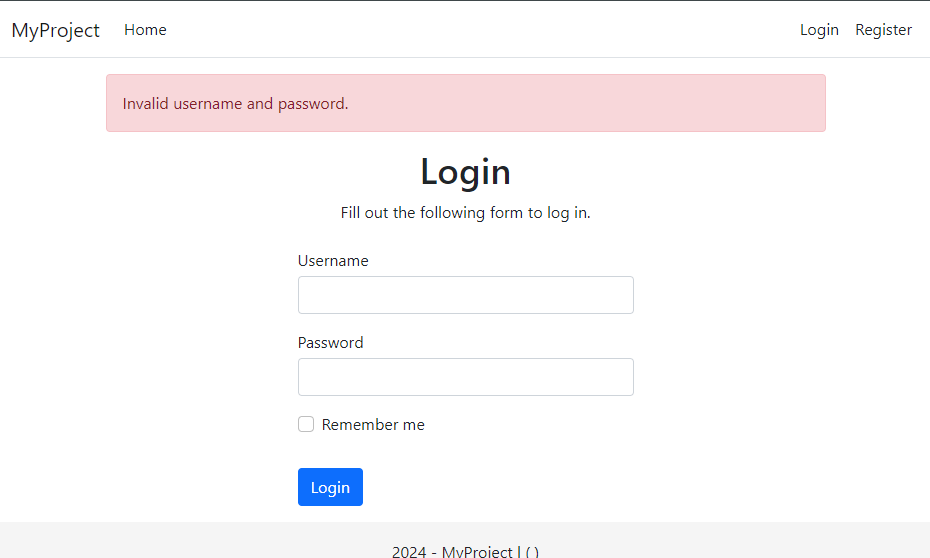 MyProject Home Login Register
Invalid username and password.
Login
Fill out the following form to log in.
Username
Password
Remember me
Login
2024 - MyProject | ( )